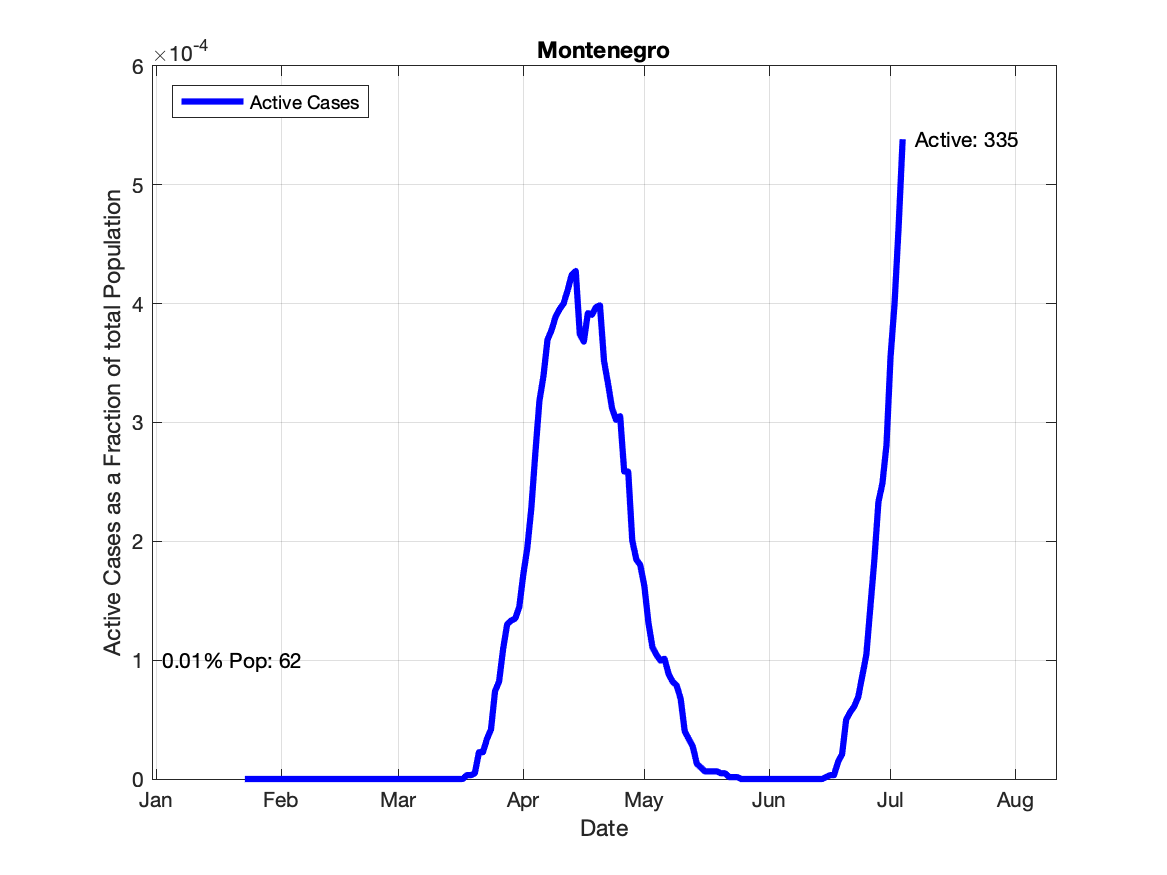 Montenegro
×10-4
6
Active Cases
Active: 335
5
4
3
2
1
0.01% Pop: 62
0
Active Cases as a Fraction of total Population
Jan Feb Mar Apr May Jun Jul Aug
Date